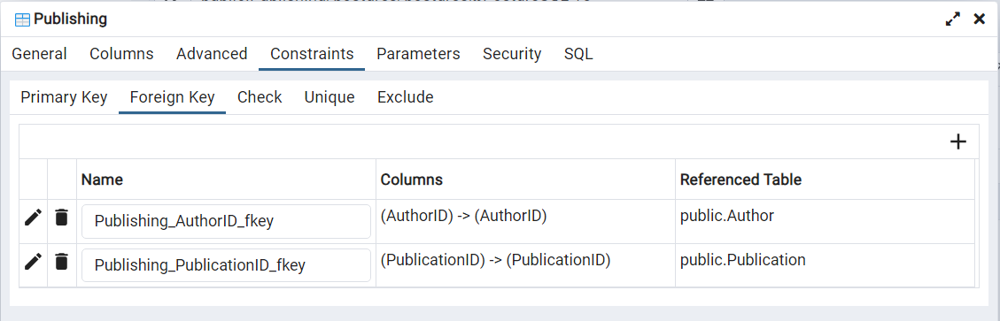 Publishing
General Columns Advanced Constraints Parameters Security SQL
Primary Key Foreign Key Check Unique Exclude
Name Columns Referenced Table
Publishing_AuthorID_fkey (AuthorID) -> (AuthorID) public.Author
Publishing_PublicationID_fkey (PublicationID) -> (PublicationID) public.Publication